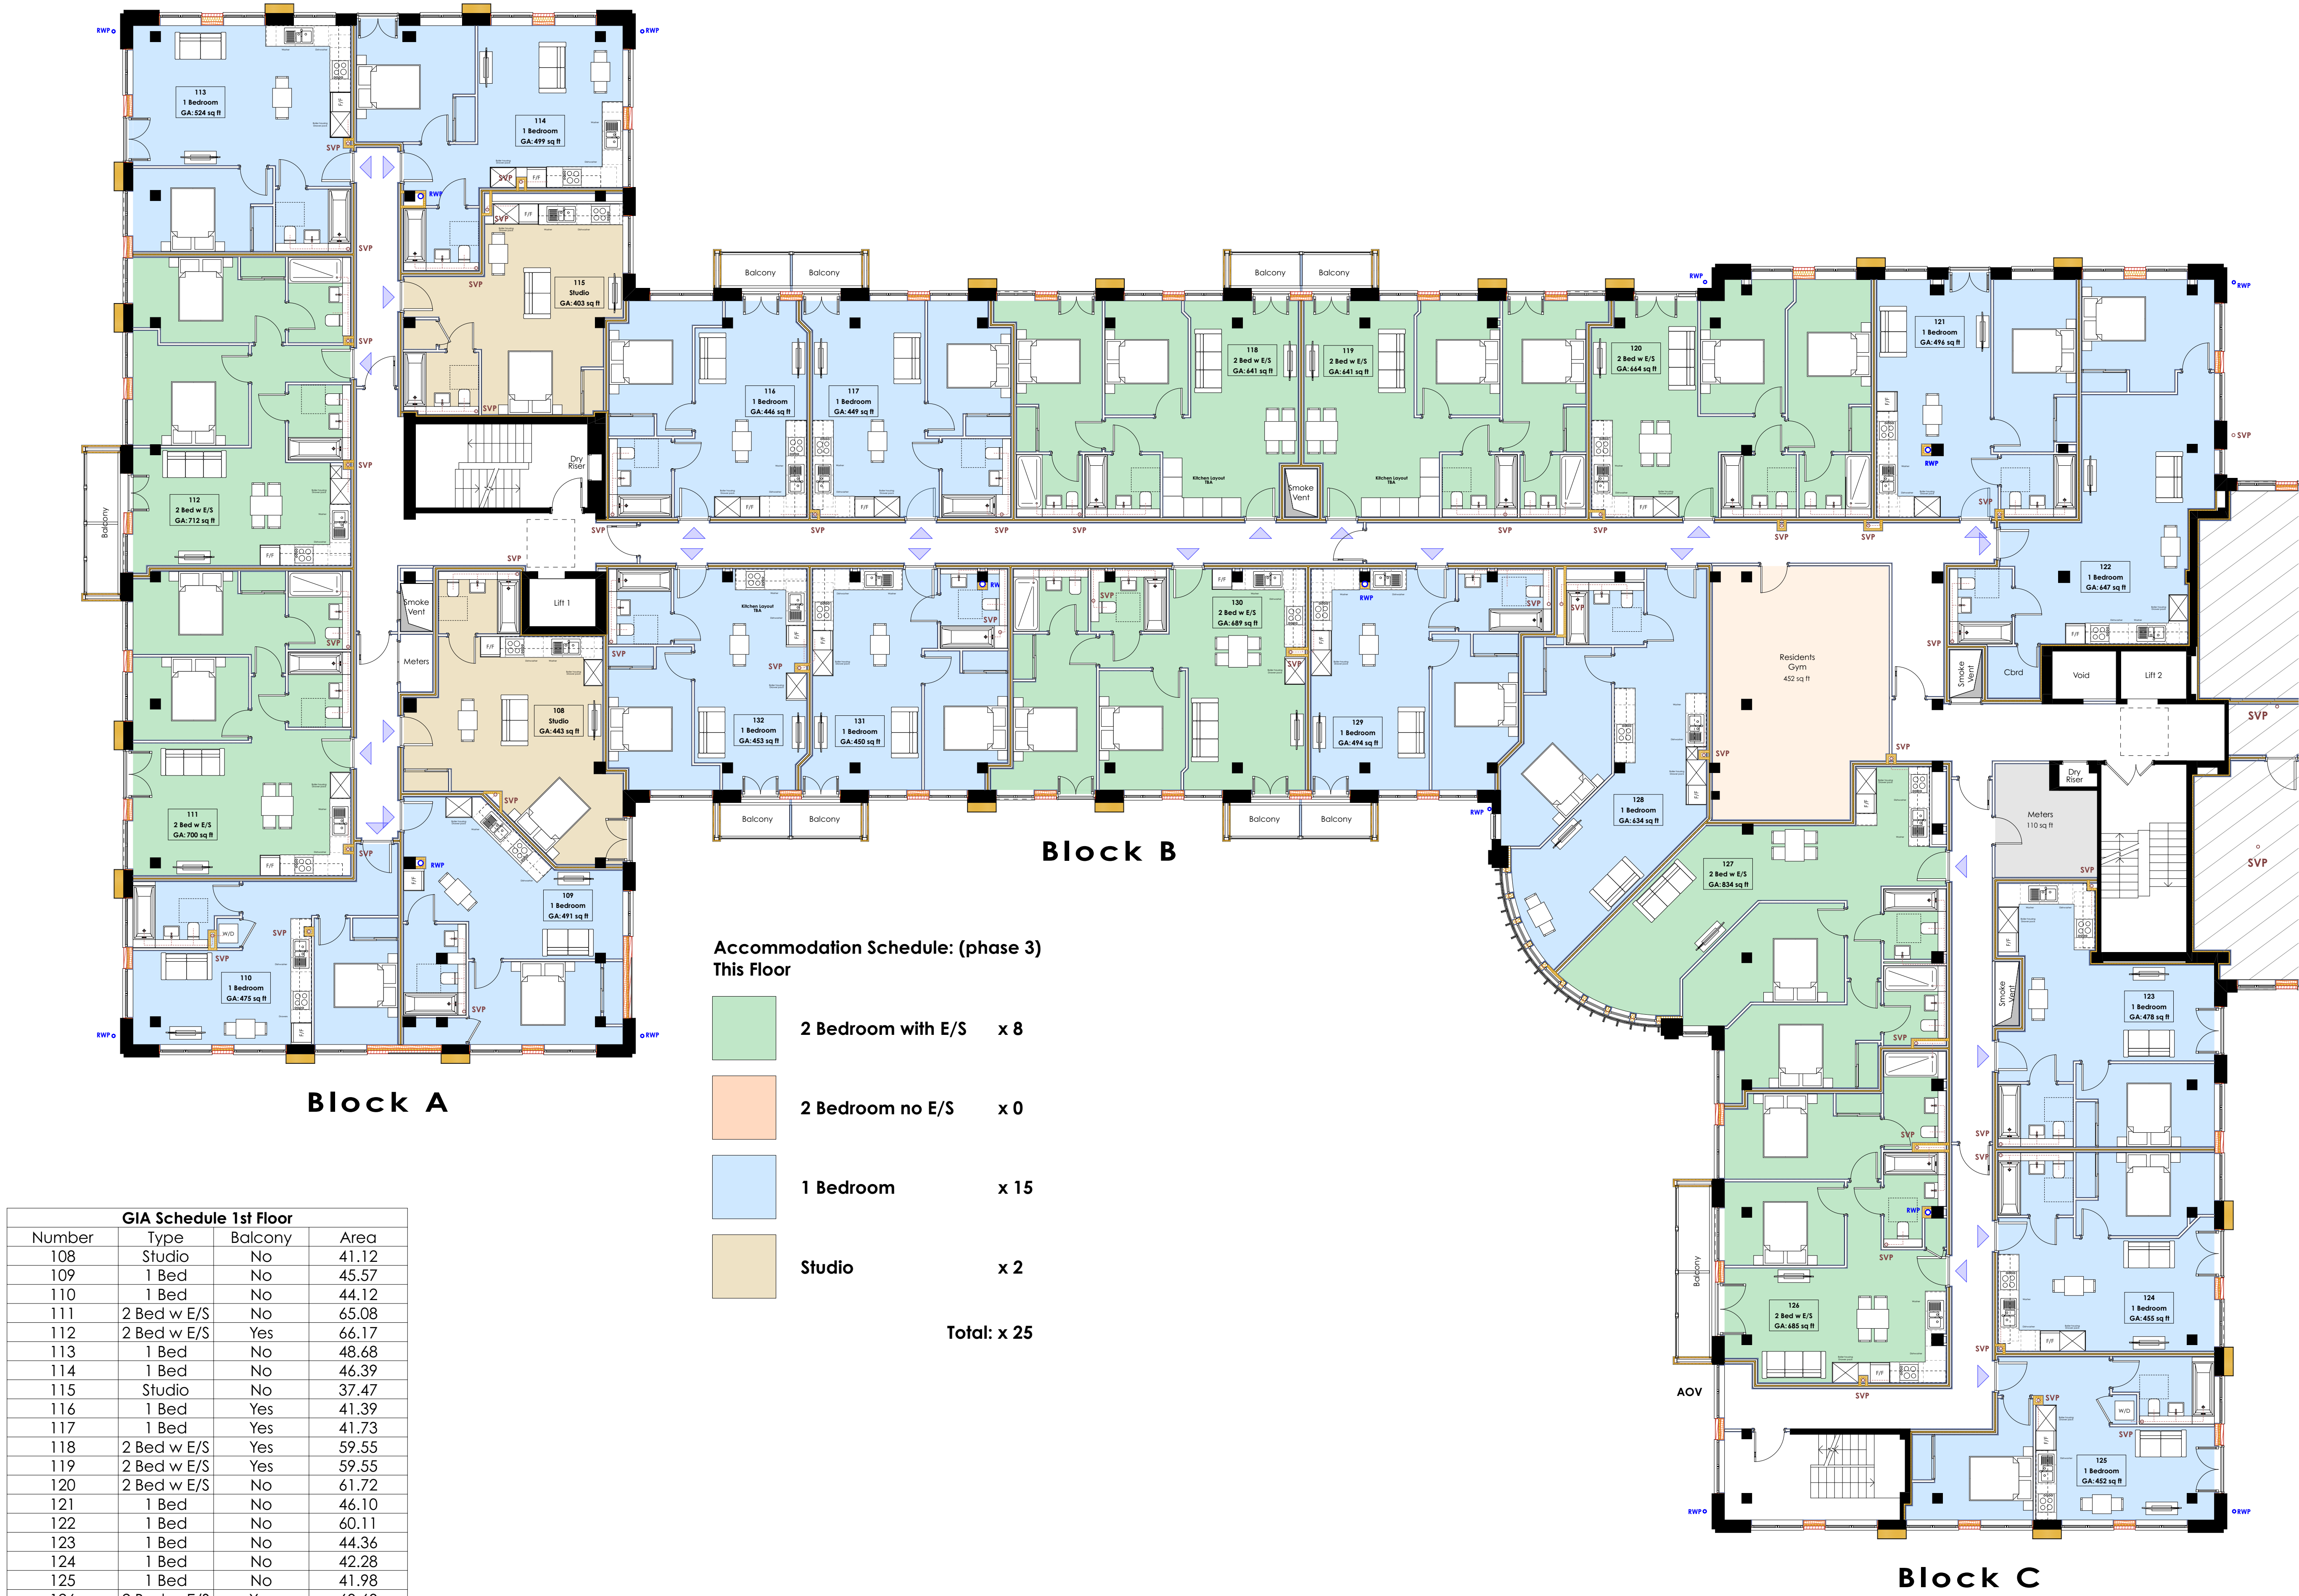 113
1 Bedroom
GA: 524 sq ft
114
1 Bedroom
GA: 499 sq ft
115
Studio
GA: 403 sq ft
112
2 Bed w E/S
GA: 712 sq ft
111
2 Bed w E/S
GA: 700 sq ft
110
1 Bedroom
GA: 475 sq ft
109
1 Bedroom
GA: 491 sq ft
108
Studio
GA: 443 sq ft
Balcony
Dry
Riser
Lift 1
Smoke
Vent
Meters
W/D
F/F
RWP
SVP
Block A
Balcony
Balcony
Balcony
Balcony
116
1 Bedroom
GA: 446 sq ft
117
1 Bedroom
GA: 449 sq ft
118
2 Bed w E/S
GA: 641 sq ft
119
2 Bed w E/S
GA: 641 sq ft
120
2 Bed w E/S
GA: 664 sq ft
121
1 Bedroom
GA: 496 sq ft
122
1 Bedroom
GA: 647 sq ft
Kitchen Layout
TBA
Smoke
Vent
Kitchen Layout
TBA
132
1 Bedroom
GA: 453 sq ft
Kitchen Layout
TBA
131
1 Bedroom
GA: 450 sq ft
130
2 Bed w E/S
GA: 689 sq ft
129
1 Bedroom
GA: 494 sq ft
128
1 Bedroom
GA: 634 sq ft
Balcony
Balcony
Balcony
Balcony
Block B
Residents
Gym
452 sq ft
Smoke
Vent
Cbrd
Void
Lift 2
Dry
Riser
Meters
110 sq ft
127
2 Bed w E/S
GA: 834 sq ft
Smoke
Vent
123
1 Bedroom
GA: 478 sq ft
124
1 Bedroom
GA: 455 sq ft
125
1 Bedroom
GA: 452 sq ft
126
2 Bed w E/S
GA: 685 sq ft
Balcony
AOV
W/D
Block C
Accommodation Schedule: (phase 3)
This Floor
2 Bedroom with E/S x 8
2 Bedroom no E/S x 0
1 Bedroom x 15
Studio x 2
Total: x 25
GIA Schedule 1st Floor
Number Type Balcony Area
108 Studio No 41.12
109 1 Bed No 45.57
110 1 Bed No 44.12
111 2 Bed w E/S No 65.08
112 2 Bed w E/S Yes 66.17
113 1 Bed No 48.68
114 1 Bed No 46.39
115 Studio No 37.47
116 1 Bed Yes 41.39
117 1 Bed Yes 41.73
118 2 Bed w E/S Yes 59.55
119 2 Bed w E/S Yes 59.55
120 2 Bed w E/S No 61.72
121 1 Bed No 46.10
122 1 Bed No 60.11
123 1 Bed No 44.36
124 1 Bed No 42.28
125 1 Bed No 41.98